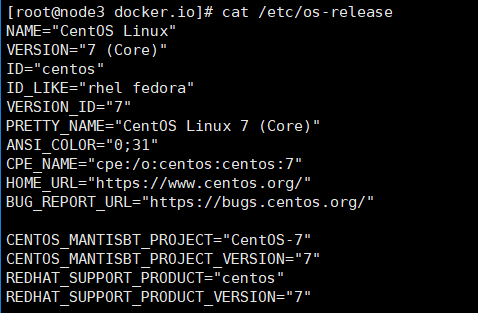 [root@node3 docker.io]# cat /etc/os-release
NAME="CentOS Linux"
VERSION="7 (Core)"
ID="centos"
ID_LIKE="rhel fedora"
VERSION_ID="7"
PRETTY_NAME="CentOS Linux 7 (Core)"
ANSI_COLOR="0;31"
CPE_NAME="cpe:/o:centos:centos:7"
HOME_URL="https://www.centos.org/"
BUG_REPORT_URL="https://bugs.centos.org/"

CENTOS_MANTISBT_PROJECT="CentOS-7"
CENTOS_MANTISBT_PROJECT_VERSION="7"
REDHAT_SUPPORT_PRODUCT="centos"
REDHAT_SUPPORT_PRODUCT_VERSION="7"